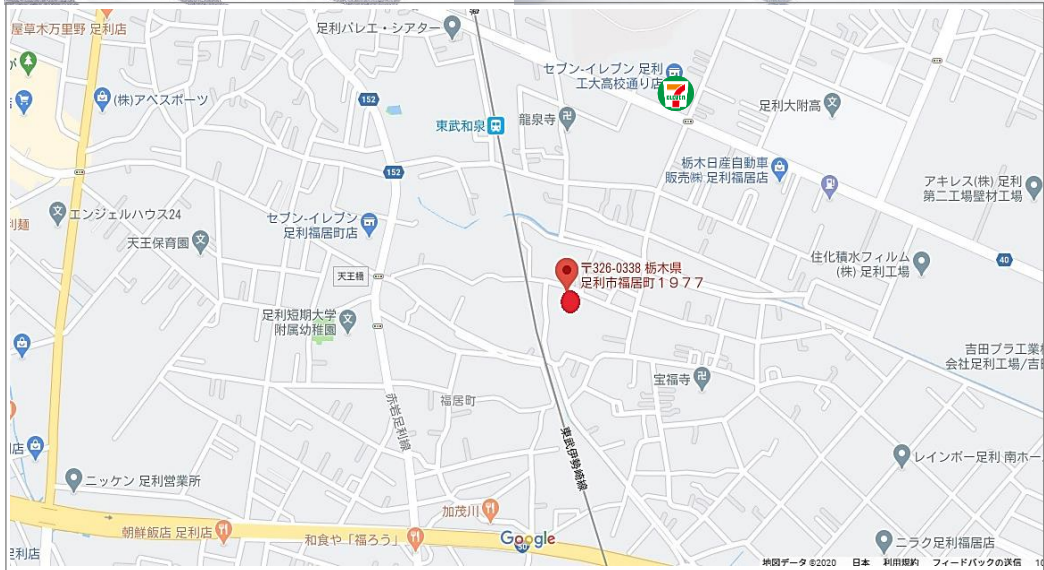 屋草木万里野 足利店
足利バレエ・シアター
セブン-イレブン 足利
工大高校通り店
ELEVEN
(株)アベスポーツ
152
東武和泉
龍泉寺
足利大附高
152
栃木日産自動車
販売㈱ 足利福居店
アキレス(株) 足利
第二工場壁材工場
利麺
エンジェルハウス24
セブン-イレブン
足利福居町店
天王保育園
天王橋
〒326-0338 栃木県
足利市福居町1977
住化積水フィルム
(株) 足利工場
40
足利短期大学
附属幼稚園
吉田プラ工業
会社足利工場/吉
宝福寺
福居町
赤岩足利線
東武伊勢崎線
店
レインボー足利 南ホー
ニッケン 足利営業所
加茂川
朝鮮飯店 足利店
和食や「福ろう」
Google
ニラク足利福居店
利店
地図データ ©2020 日本 利用規約 フィードバックの送信 10